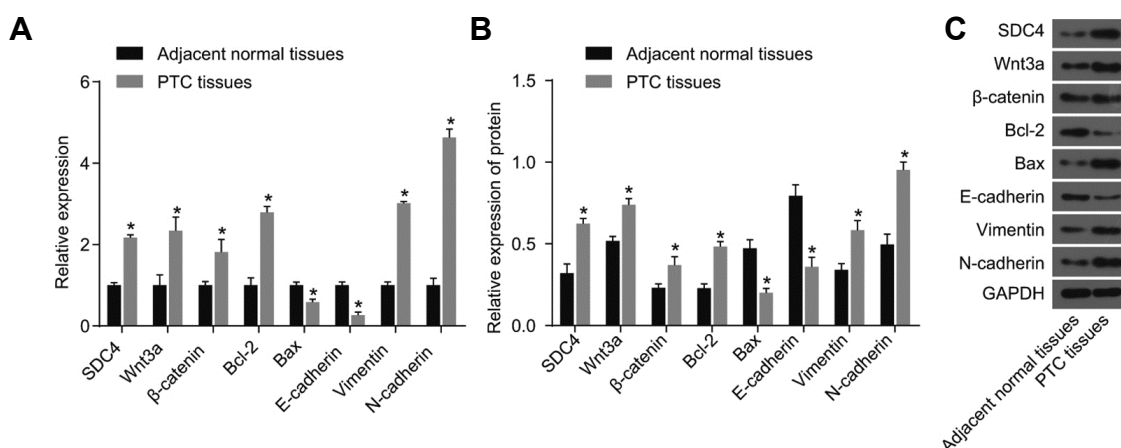 A
Adjacent normal tissues
PTC tissues
Relative expression
6
4
2
0
*
*
*
*
*
*
*
*
SDC4
Wnt3a
β-catenin
Bcl-2
Bax
E-cadherin
Vimentin
N-cadherin
B
Adjacent normal tissues
PTC tissues
Relative expression of protein
1.5
1.0
0.5
0.0
*
*
*
*
*
*
*
*
SDC4
Wnt3a
β-catenin
Bcl-2
Bax
E-cadherin
Vimentin
N-cadherin
C
SDC4
Wnt3a
β-catenin
Bcl-2
Bax
E-cadherin
Vimentin
N-cadherin
GAPDH
Adjacent normal tissues
PTC tissues